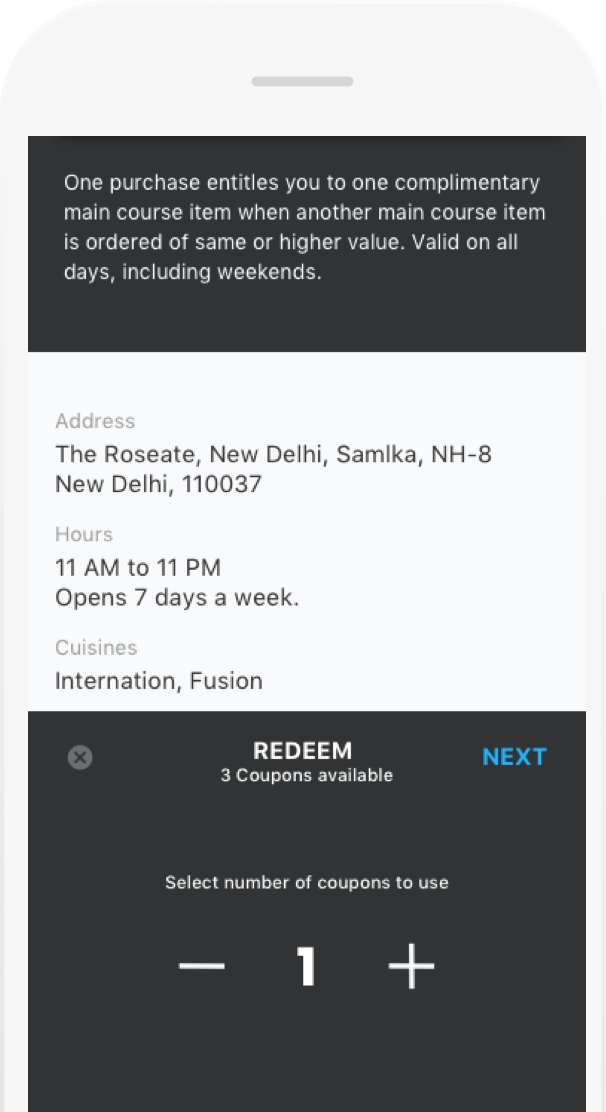 One purchase entitles you to one complimentary
main course item when another main course item
is ordered of same or higher value. Valid on all
days, including weekends.
Address
The Roseate, New Delhi, Samlka, NH-8
New Delhi, 110037
Hours
11 AM to 11 PM
Opens 7 days a week.
Cuisines
Internation, Fusion
REDEEM
NEXT
3 Coupons available
Select number of coupons to use
1